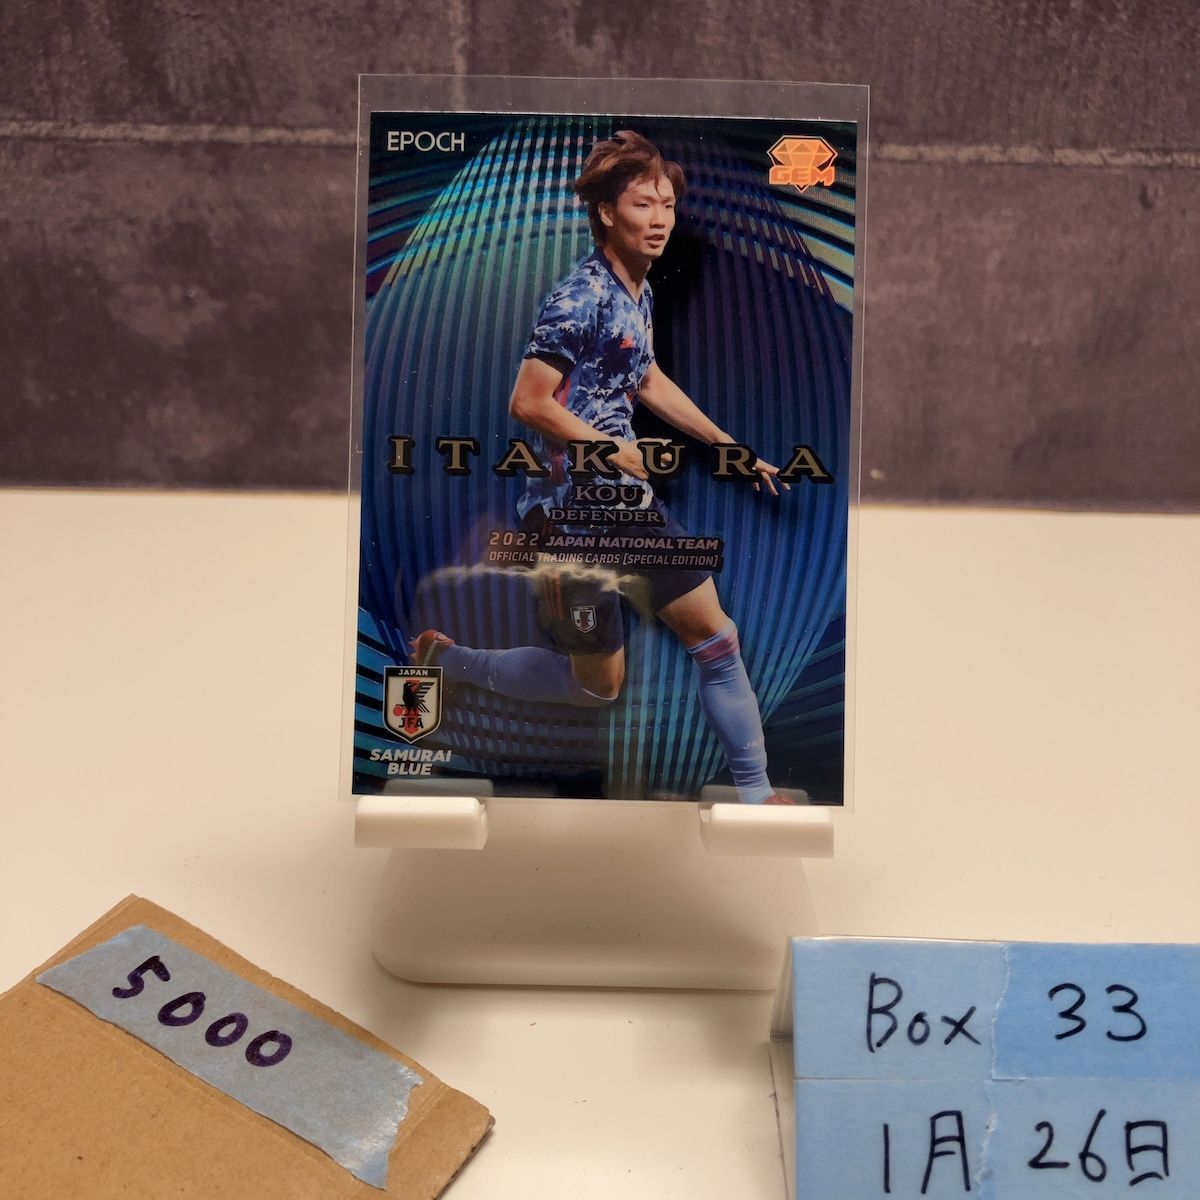 EPOCH
GEM
ITAKURA
KOU
DEFENDER
2022 JAPAN NATIONAL TEAM
OFFICIAL TRADING CARDS [SPECIAL EDITION]
JAPAN
JFA
SAMURAI
BLUE
5000
Box 33
1月26日